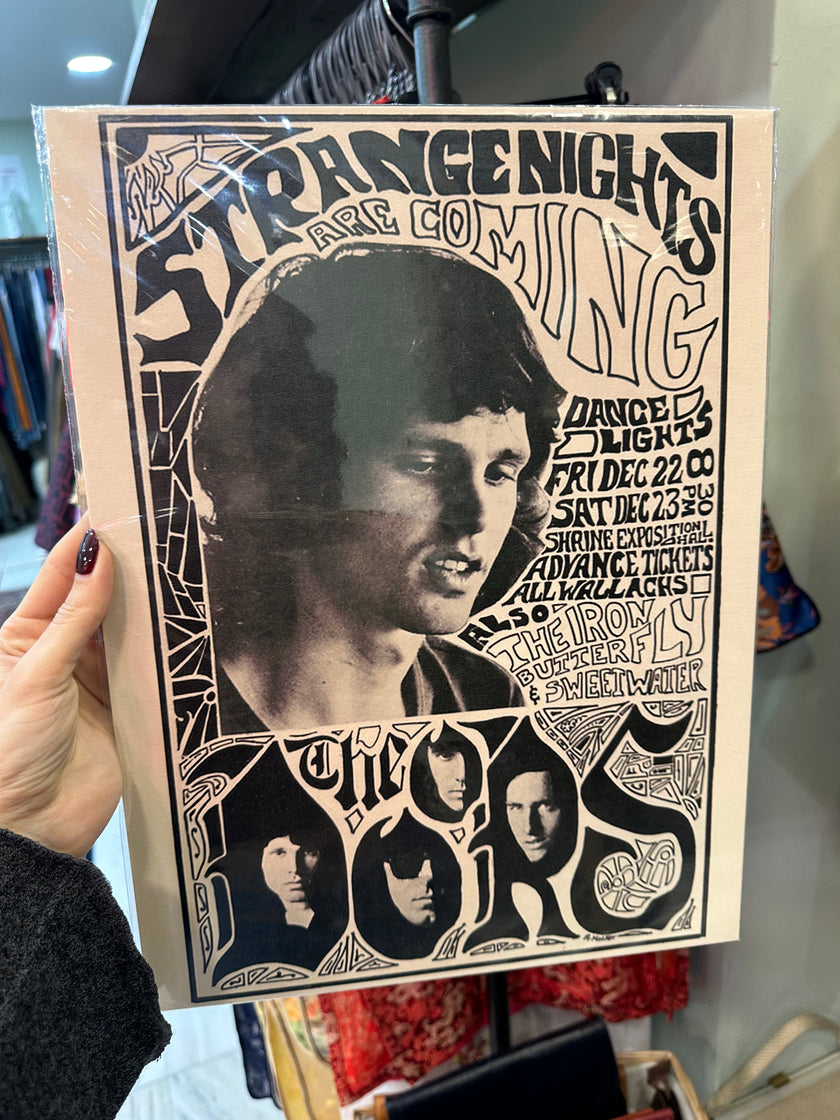 STRANGE NIGHTS
ARE COMING
DANCE
LIGHTS
FRI DEC 22 8 30 PM
SAT DEC 23
SHRINE EXPOSITION HALL
ADVANCE TICKETS
ALL WALLACHS
ALSO
THE IRON
BUTTERFLY
& SWEETWATER
The
DOORS